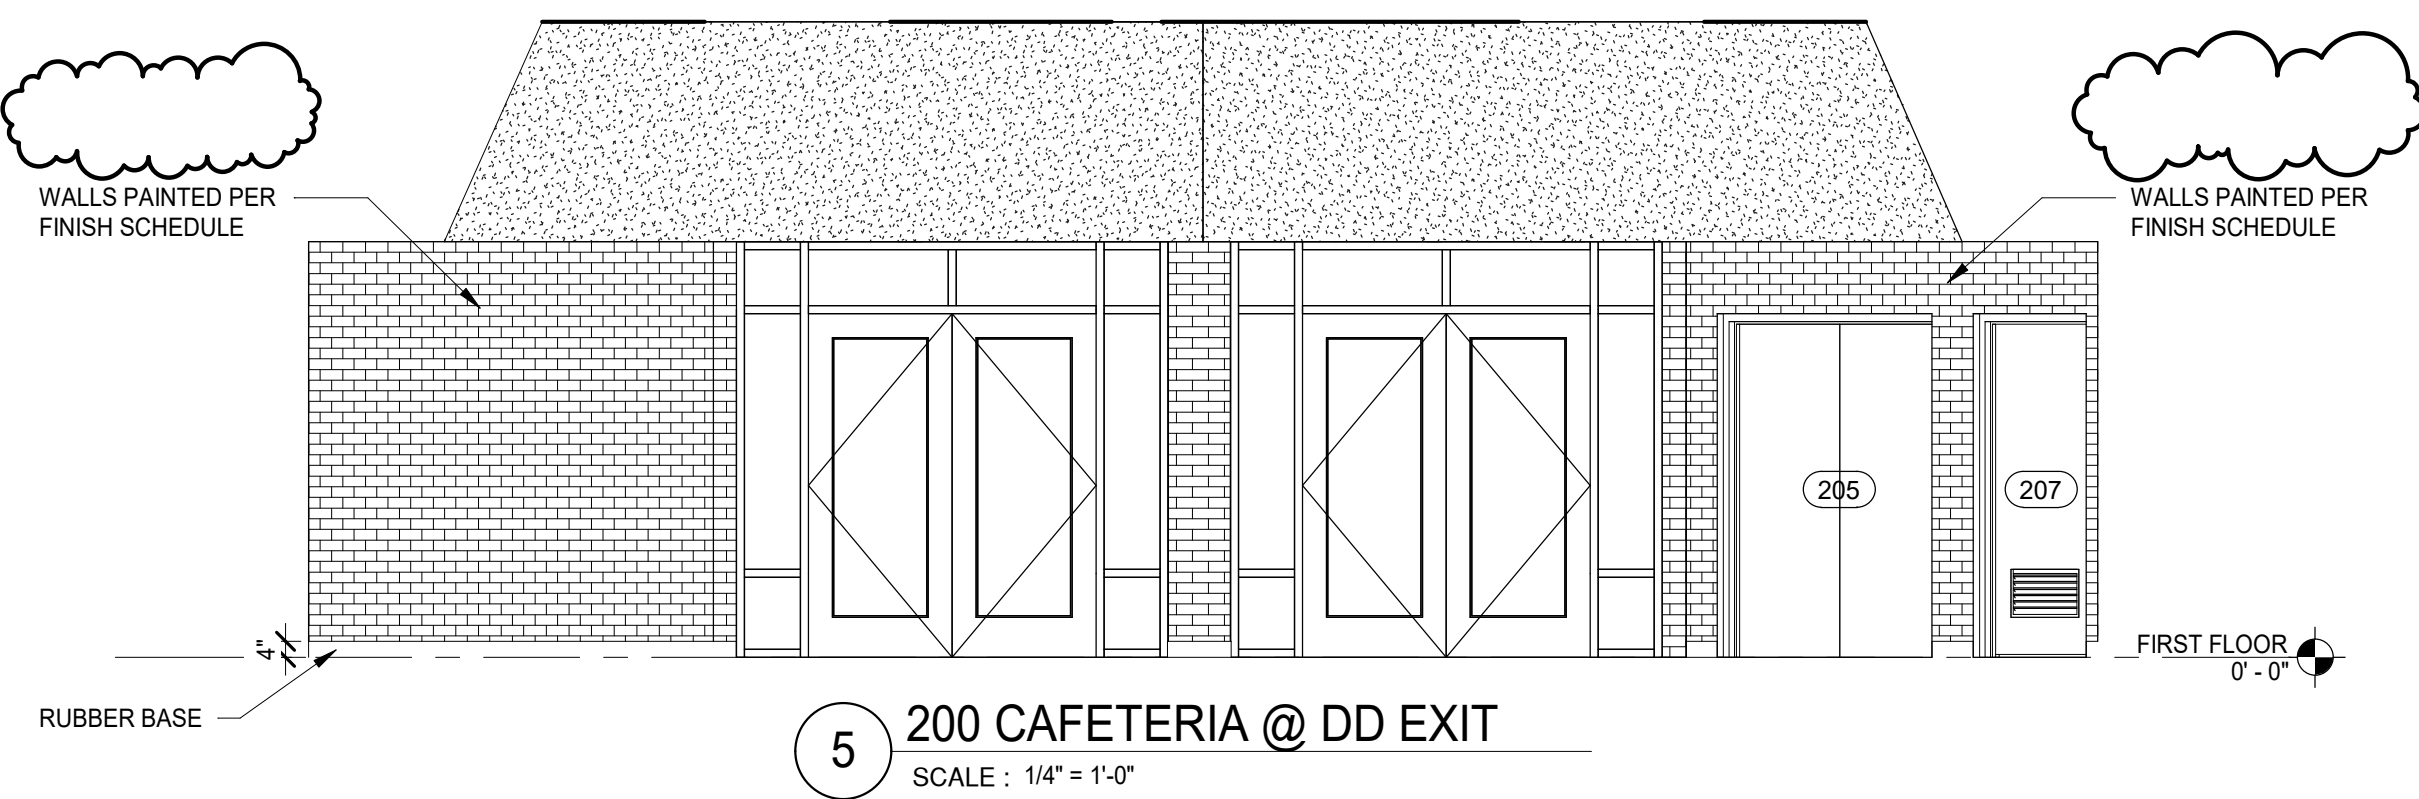 WALLS PAINTED PER
FINISH SCHEDULE
WALLS PAINTED PER
FINISH SCHEDULE
205
207
4"
FIRST FLOOR
0' - 0"
RUBBER BASE
5
200 CAFETERIA @ DD EXIT
SCALE : 1/4" = 1'-0"